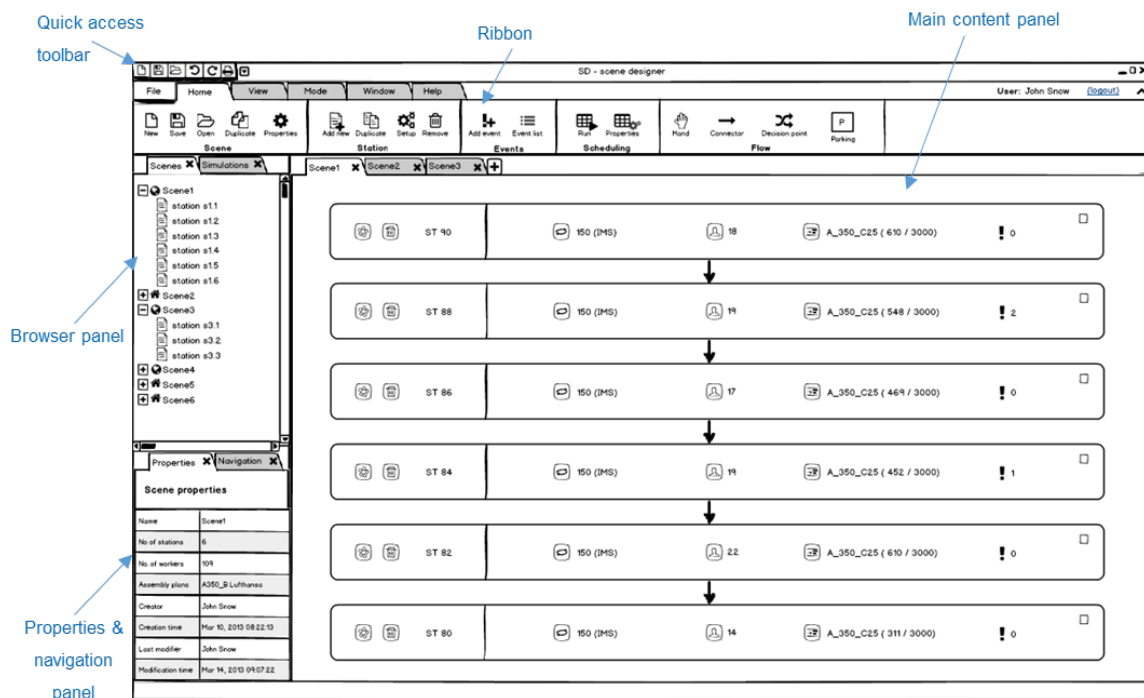 Quick access
toolbar
Ribbon
Main content panel
SD - scene designer
File Home View Mode Window Help
User: John Snow (logout)
New Save Open Duplicate Properties
Scene
Add new Duplicate Setup Remove
Station
Add event Event list
Events
Run Properties
Scheduling
Hand Connector Decision point P Parking
Flow
Scenes Simulations
Scene1 Scene2 Scene3
Scene1
station s1.1
station s1.2
station s1.3
station s1.4
station s1.5
station s1.6
Scene2
Scene3
station s3.1
station s3.2
station s3.3
Scene4
Scene5
Scene6
Browser panel
ST 90 150 (IMS) 18 A_350_C25 ( 610 / 3000) 0
ST 88 150 (IMS) 19 A_350_C25 ( 548 / 3000) 2
ST 86 150 (IMS) 17 A_350_C25 ( 469 / 3000) 0
ST 84 150 (IMS) 19 A_350_C25 ( 452 / 3000) 1
ST 82 150 (IMS) 22 A_350_C25 ( 610 / 3000) 0
ST 80 150 (IMS) 14 A_350_C25 ( 311 / 3000) 0
Properties Navigation
Scene properties
Name Scene1
No of stations 6
No. of workers 109
Assembly plans A350_B Lufthansa
Creator John Snow
Creation time Mar 10, 2013 08:22:13
Last modifier John Snow
Modification time Mar 14, 2013 09:07:22
Properties &
navigation
panel